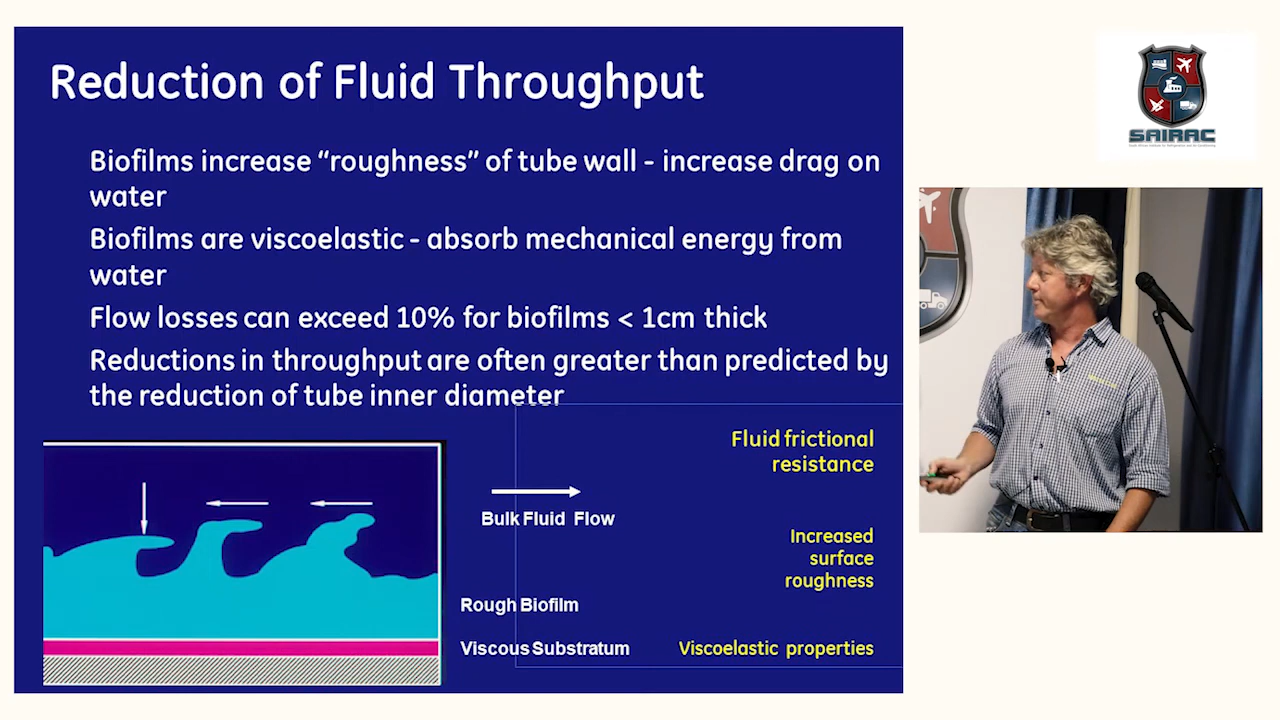 Reduction of Fluid Throughput
Biofilms increase “roughness” of tube wall - increase drag on
water
Biofilms are viscoelastic - absorb mechanical energy from
water
Flow losses can exceed 10% for biofilms < 1cm thick
Reductions in throughput are often greater than predicted by
the reduction of tube inner diameter
Fluid frictional
resistance
Bulk Fluid Flow
Increased
surface
roughness
Rough Biofilm
Viscous Substratum
Viscoelastic properties
SAIRAC